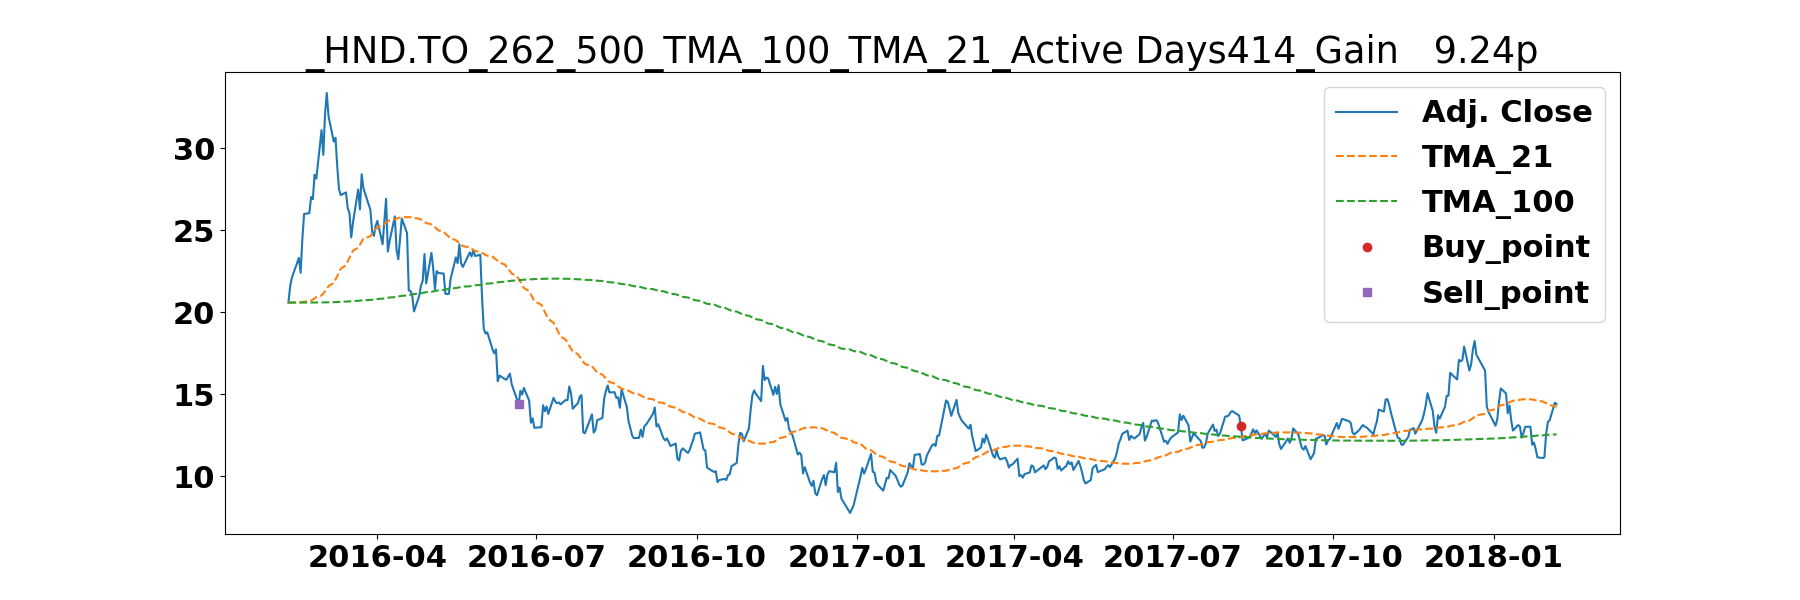 _HND.TO_262_500_TMA_100_TMA_21_Active Days414_Gain   9.24p
Adj. Close
TMA_21
TMA_100
Buy_point
Sell_point
30
25
20
15
10
2016-04 2016-07 2016-10 2017-01 2017-04 2017-07 2017-10 2018-01